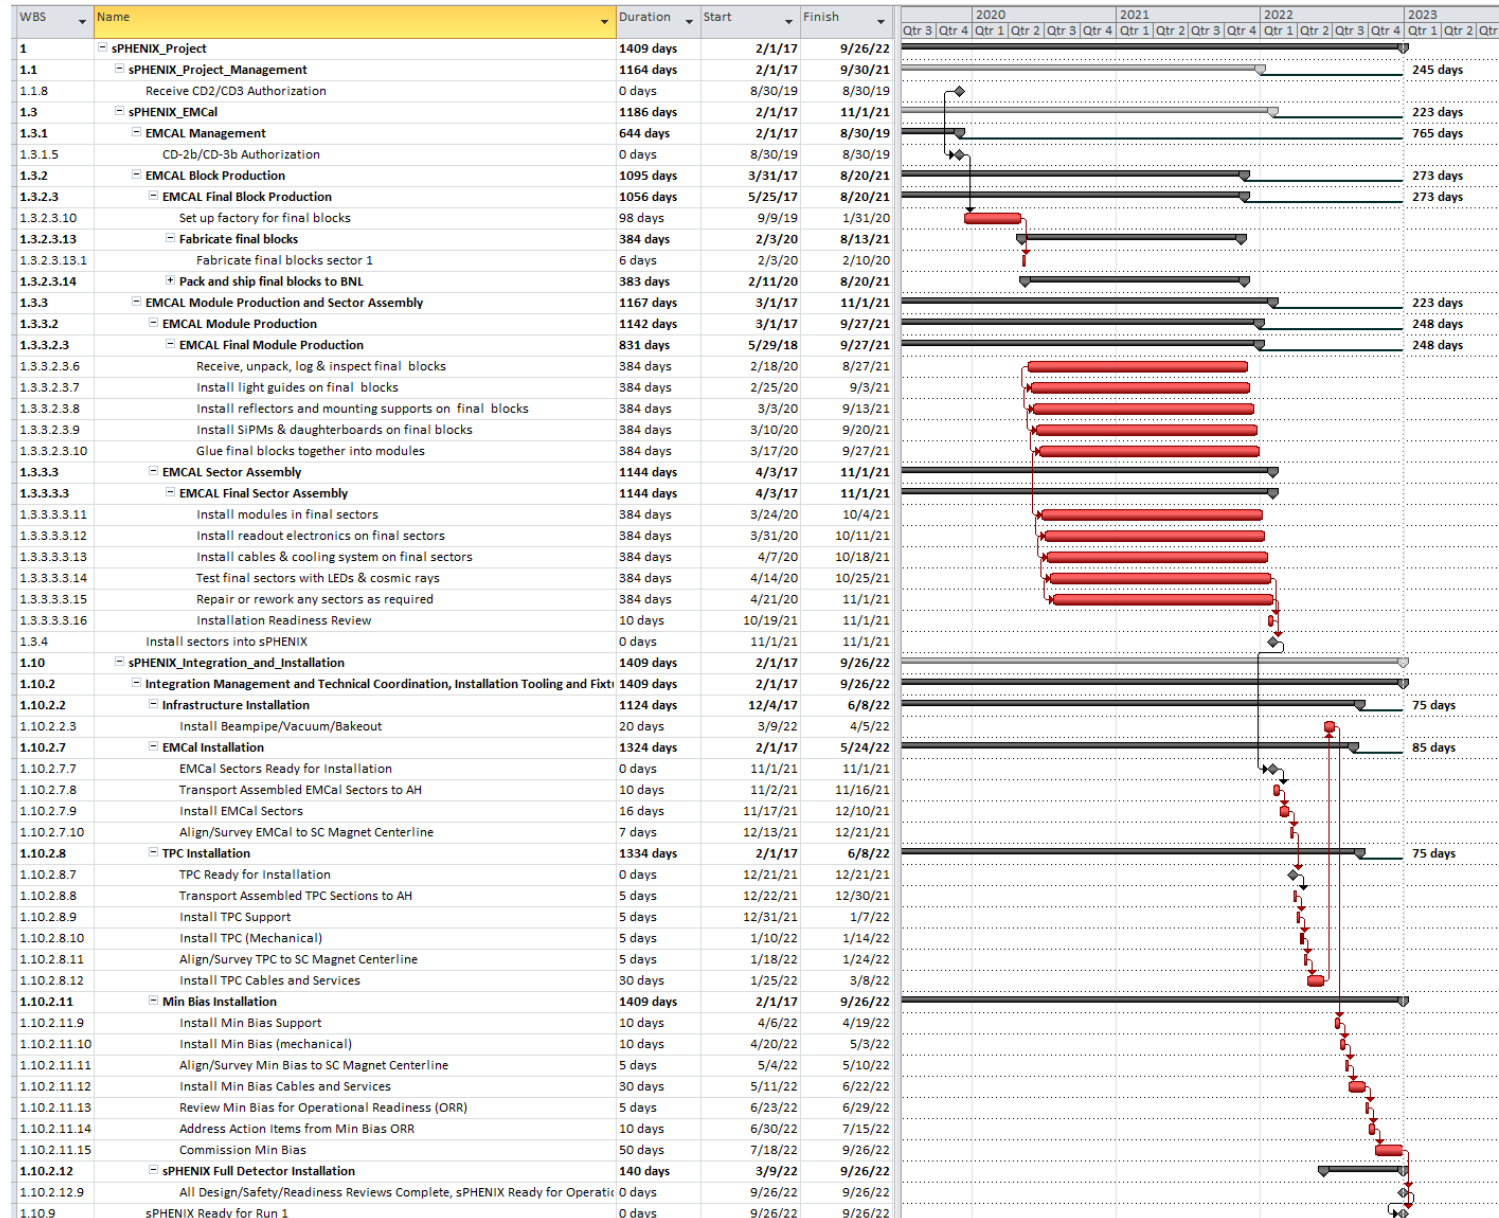 WBS Name Duration Start Finish 2020 2021 2022 2023
Qtr 3 Qtr 4 Qtr 1 Qtr 2 Qtr 3 Qtr 4 Qtr 1 Qtr 2 Qtr 3 Qtr 4 Qtr 1 Qtr 2 Qtr 3 Qtr 4 Qtr 1 Qtr 2 Qtr
1 sPHENIX_Project 1409 days 2/1/17 9/26/22
1.1 sPHENIX_Project_Management 1164 days 2/1/17 9/30/21 245 days
1.1.8 Receive CD2/CD3 Authorization 0 days 8/30/19 8/30/19
1.3 sPHENIX_EMCal 1186 days 2/1/17 11/1/21 223 days
1.3.1 EMCAL Management 644 days 2/1/17 8/30/19 765 days
1.3.1.5 CD-2b/CD-3b Authorization 0 days 8/30/19 8/30/19
1.3.2 EMCAL Block Production 1095 days 3/31/17 8/20/21 273 days
1.3.2.3 EMCAL Final Block Production 1056 days 5/25/17 8/20/21 273 days
1.3.2.3.10 Set up factory for final blocks 98 days 9/9/19 1/31/20
1.3.2.3.13 Fabricate final blocks 384 days 2/3/20 8/13/21
1.3.2.3.13.1 Fabricate final blocks sector 1 6 days 2/3/20 2/10/20
1.3.2.3.14 Pack and ship final blocks to BNL 383 days 2/11/20 8/20/21
1.3.3 EMCAL Module Production and Sector Assembly 1167 days 3/1/17 11/1/21 223 days
1.3.3.2 EMCAL Module Production 1142 days 3/1/17 9/27/21 248 days
1.3.3.2.3 EMCAL Final Module Production 831 days 5/29/18 9/27/21 248 days
1.3.3.2.3.6 Receive, unpack, log & inspect final blocks 384 days 2/18/20 8/27/21
1.3.3.2.3.7 Install light guides on final blocks 384 days 2/25/20 9/3/21
1.3.3.2.3.8 Install reflectors and mounting supports on final blocks 384 days 3/3/20 9/13/21
1.3.3.2.3.9 Install SiPMs & daughterboards on final blocks 384 days 3/10/20 9/20/21
1.3.3.2.3.10 Glue final blocks together into modules 384 days 3/17/20 9/27/21
1.3.3.3 EMCAL Sector Assembly 1144 days 4/3/17 11/1/21
1.3.3.3.3 EMCAL Final Sector Assembly 1144 days 4/3/17 11/1/21
1.3.3.3.3.11 Install modules in final sectors 384 days 3/24/20 10/4/21
1.3.3.3.3.12 Install readout electronics on final sectors 384 days 3/31/20 10/11/21
1.3.3.3.3.13 Install cables & cooling system on final sectors 384 days 4/7/20 10/18/21
1.3.3.3.3.14 Test final sectors with LEDs & cosmic rays 384 days 4/14/20 10/25/21
1.3.3.3.3.15 Repair or rework any sectors as required 384 days 4/21/20 11/1/21
1.3.3.3.3.16 Installation Readiness Review 10 days 10/19/21 11/1/21
1.3.4 Install sectors into sPHENIX 0 days 11/1/21 11/1/21
1.10 sPHENIX_Integration_and_Installation 1409 days 2/1/17 9/26/22
1.10.2 Integration Management and Technical Coordination, Installation Tooling and Fixt 1409 days 2/1/17 9/26/22
1.10.2.2 Infrastructure Installation 1124 days 12/4/17 6/8/22 75 days
1.10.2.2.3 Install Beampipe/Vacuum/Bakeout 20 days 3/9/22 4/5/22
1.10.2.7 EMCal Installation 1324 days 2/1/17 5/24/22 85 days
1.10.2.7.7 EMCal Sectors Ready for Installation 0 days 11/1/21 11/1/21
1.10.2.7.8 Transport Assembled EMCal Sectors to AH 10 days 11/2/21 11/16/21
1.10.2.7.9 Install EMCal Sectors 16 days 11/17/21 12/10/21
1.10.2.7.10 Align/Survey EMCal to SC Magnet Centerline 7 days 12/13/21 12/21/21
1.10.2.8 TPC Installation 1334 days 2/1/17 6/8/22 75 days
1.10.2.8.7 TPC Ready for Installation 0 days 12/21/21 12/21/21
1.10.2.8.8 Transport Assembled TPC Sections to AH 5 days 12/22/21 12/30/21
1.10.2.8.9 Install TPC Support 5 days 12/31/21 1/7/22
1.10.2.8.10 Install TPC (Mechanical) 5 days 1/10/22 1/14/22
1.10.2.8.11 Align/Survey TPC to SC Magnet Centerline 5 days 1/18/22 1/24/22
1.10.2.8.12 Install TPC Cables and Services 30 days 1/25/22 3/8/22
1.10.2.11 Min Bias Installation 1409 days 2/1/17 9/26/22
1.10.2.11.9 Install Min Bias Support 10 days 4/6/22 4/19/22
1.10.2.11.10 Install Min Bias (mechanical) 10 days 4/20/22 5/3/22
1.10.2.11.11 Align/Survey Min Bias to SC Magnet Centerline 5 days 5/4/22 5/10/22
1.10.2.11.12 Install Min Bias Cables and Services 30 days 5/11/22 6/22/22
1.10.2.11.13 Review Min Bias for Operational Readiness (ORR) 5 days 6/23/22 6/29/22
1.10.2.11.14 Address Action Items from Min Bias ORR 10 days 6/30/22 7/15/22
1.10.2.11.15 Commission Min Bias 50 days 7/18/22 9/26/22
1.10.2.12 sPHENIX Full Detector Installation 140 days 3/9/22 9/26/22
1.10.2.12.9 All Design/Safety/Readiness Reviews Complete, sPHENIX Ready for Operatic 0 days 9/26/22 9/26/22
1.10.9 sPHENIX Ready for Run 1 0 days 9/26/22 9/26/22